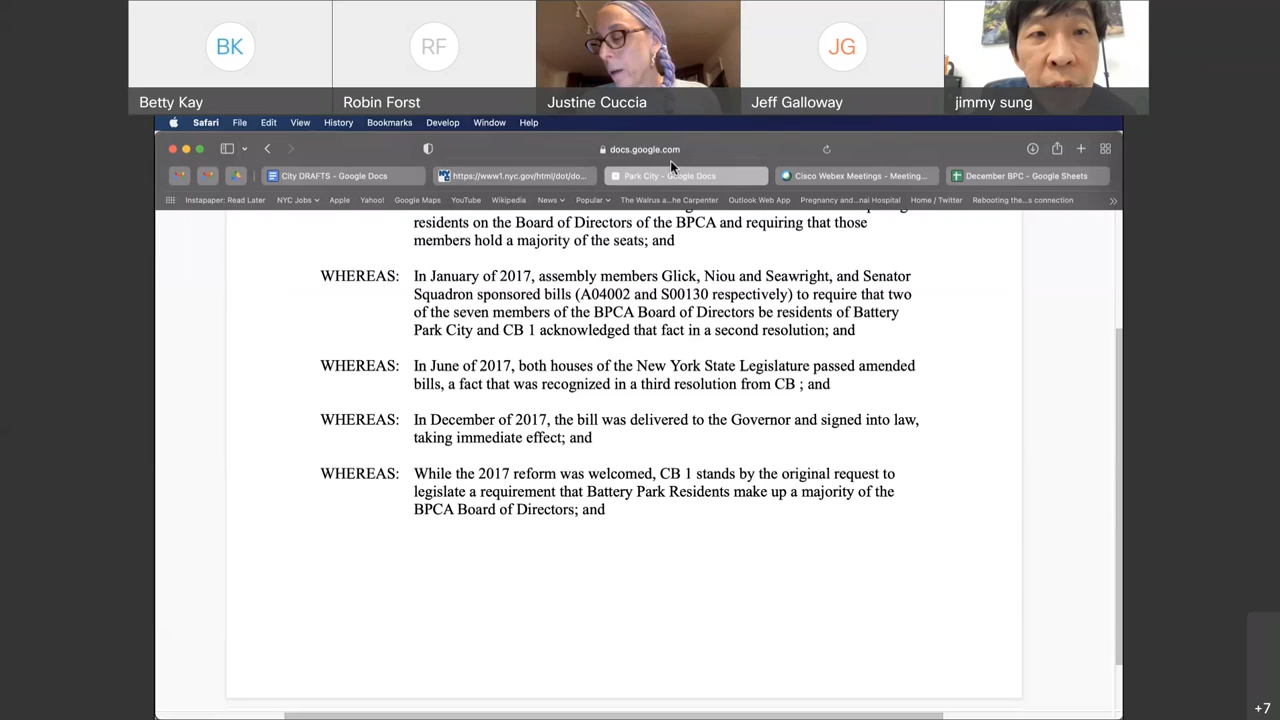 BK
RF
JG
Betty Kay
Robin Forst
Justine Cuccia
Jeff Galloway
jimmy sung
Safari File Edit View History Bookmarks Develop Window Help
docs.google.com
City DRAFTS - Google Docs
https://www1.nyc.gov/html/dot/do...
Park City - Google Docs
Cisco Webex Meetings - Meeting...
December BPC - Google Sheets
Instapaper: Read Later NYC Jobs Apple Yahoo! Google Maps YouTube Wikipedia News Popular The Walrus a...he Carpenter Outlook Web App Pregnancy and...nai Hospital Home / Twitter Rebooting the...s connection
residents on the Board of Directors of the BPCA and requiring that those
members hold a majority of the seats; and
WHEREAS: In January of 2017, assembly members Glick, Niou and Seawright, and Senator
Squadron sponsored bills (A04002 and S00130 respectively) to require that two
of the seven members of the BPCA Board of Directors be residents of Battery
Park City and CB 1 acknowledged that fact in a second resolution; and
WHEREAS: In June of 2017, both houses of the New York State Legislature passed amended
bills, a fact that was recognized in a third resolution from CB ; and
WHEREAS: In December of 2017, the bill was delivered to the Governor and signed into law,
taking immediate effect; and
WHEREAS: While the 2017 reform was welcomed, CB 1 stands by the original request to
legislate a requirement that Battery Park Residents make up a majority of the
BPCA Board of Directors; and
+7